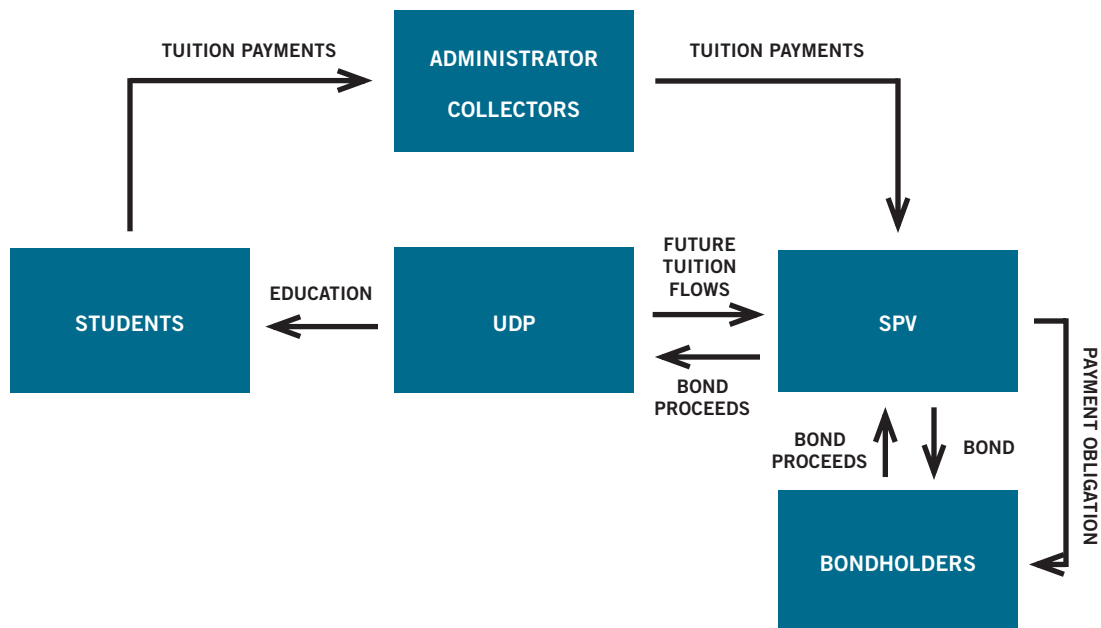 TUITION PAYMENTS
ADMINISTRATOR
COLLECTORS
TUITION PAYMENTS
STUDENTS
EDUCATION
UDP
FUTURE
TUITION
FLOWS
BOND
PROCEEDS
SPV
PAYMENT OBLIGATION
BOND
PROCEEDS
BOND
BONDHOLDERS